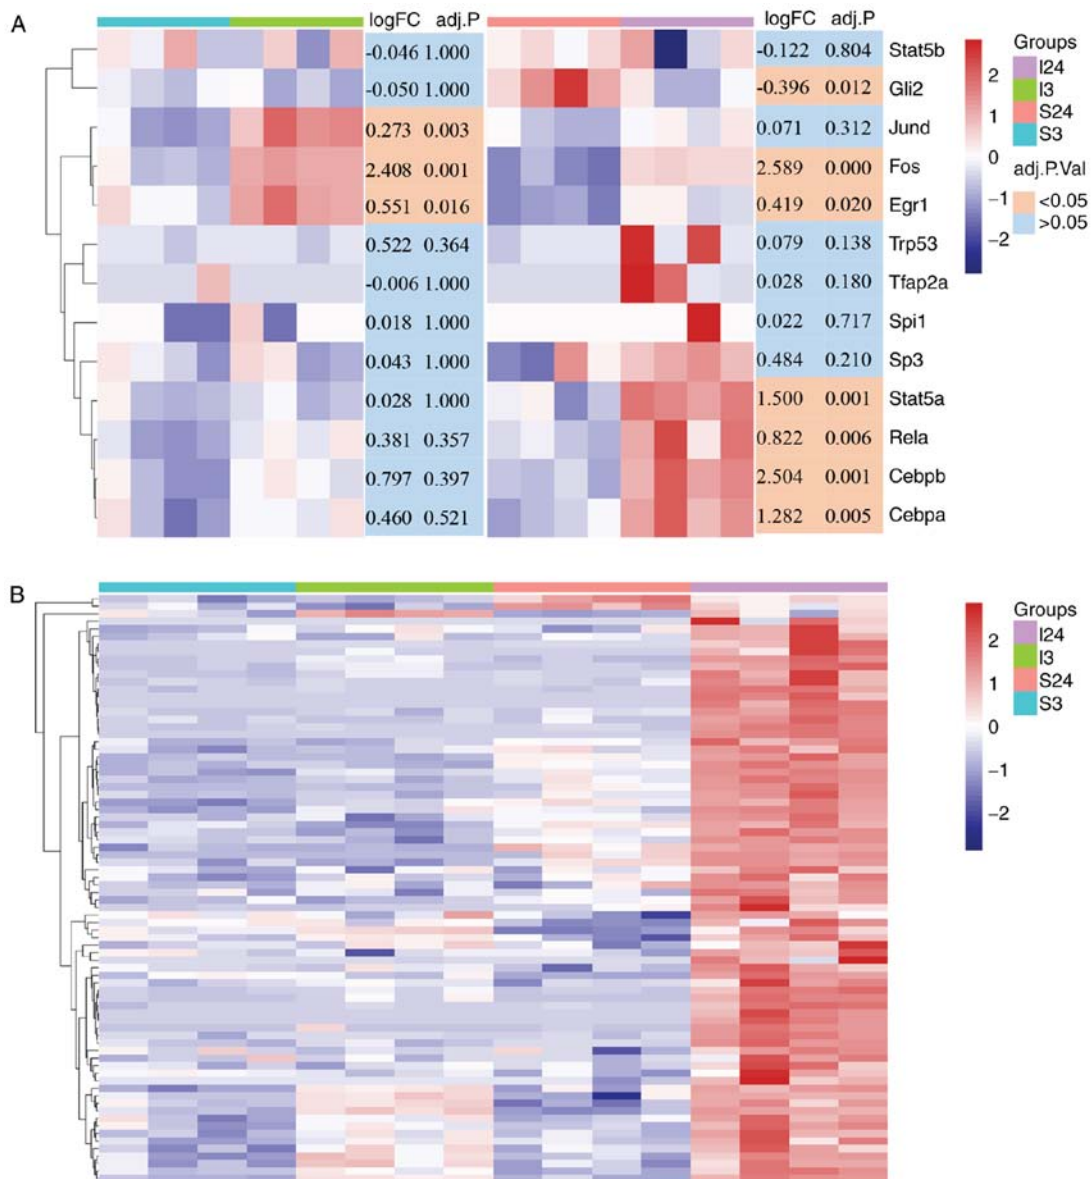 A
logFC adj.P logFC adj.P
-0.046 1.000 -0.122 0.804 Stat5b
-0.050 1.000 -0.396 0.012 Gli2
0.273 0.003 0.071 0.312 Jund
2.408 0.001 2.589 0.000 Fos
0.551 0.016 0.419 0.020 Egr1
0.522 0.364 0.079 0.138 Trp53
-0.006 1.000 0.028 0.180 Tfap2a
0.018 1.000 0.022 0.717 Spi1
0.043 1.000 0.484 0.210 Sp3
0.028 1.000 1.500 0.001 Stat5a
0.381 0.357 0.822 0.006 Rela
0.797 0.397 2.504 0.001 Cebpb
0.460 0.521 1.282 0.005 Cebpa
2
1
0
−1
−2
Groups
I24
I3
S24
S3
adj.P.Val
<0.05
>0.05
B
2
1
0
−1
−2
Groups
I24
I3
S24
S3